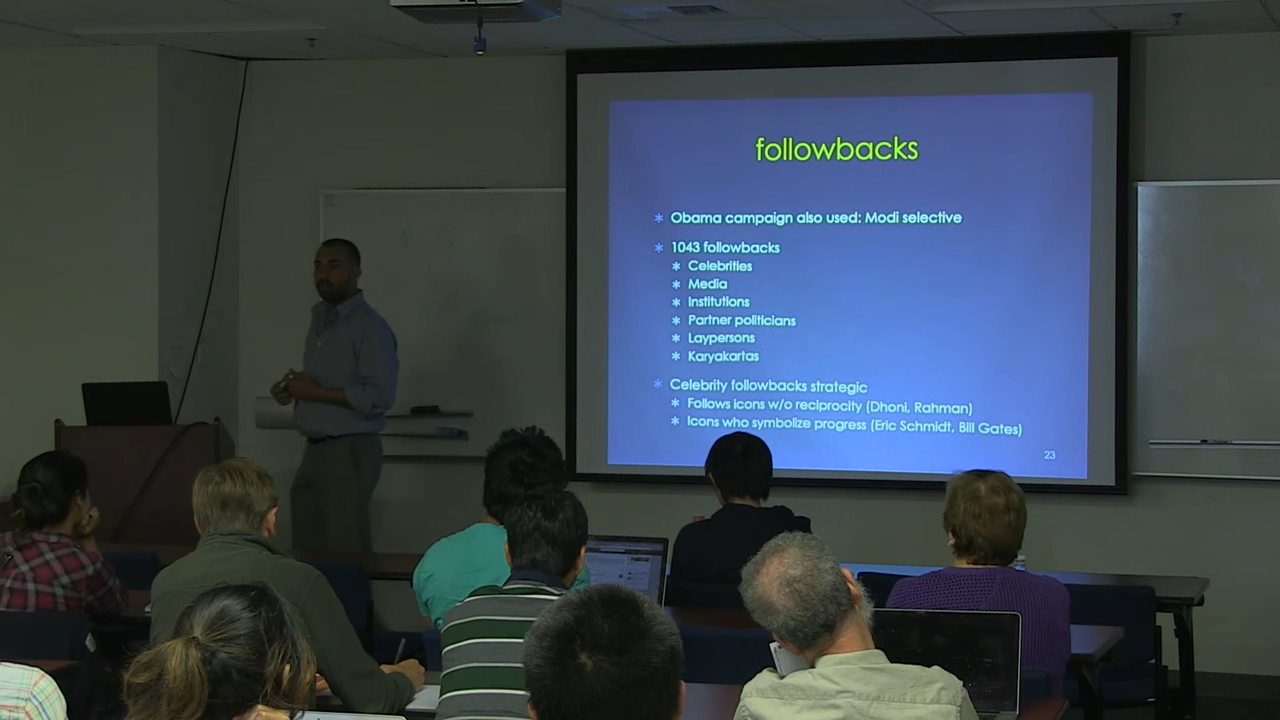 followbacks
* Obama campaign also used: Modi selective
* 1043 followbacks
* Celebrities
* Media
* Institutions
* Partner politicians
* Laypersons
* Karyakartas
* Celebrity followbacks strategic
* Follows icons w/o reciprocity (Dhoni, Rahman)
* Icons who symbolize progress (Eric Schmidt, Bill Gates)
23